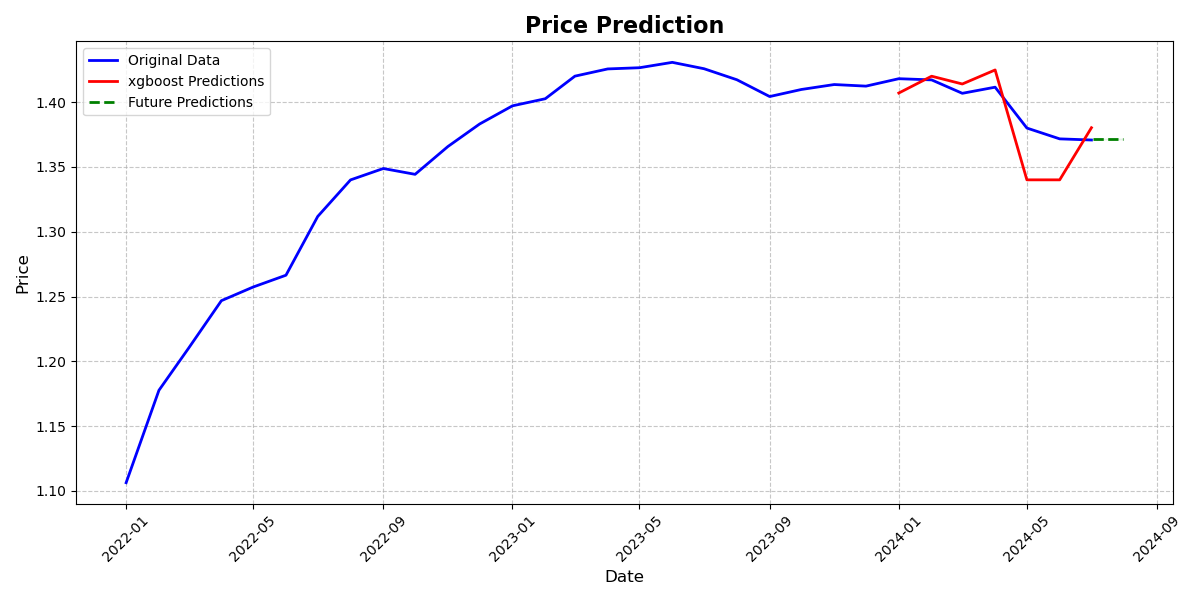 Price Prediction
Original Data
xgboost Predictions
Future Predictions
Price
1.40
1.35
1.30
1.25
1.20
1.15
1.10
2022-01
2022-05
2022-09
2023-01
2023-05
2023-09
2024-01
2024-05
2024-09
Date